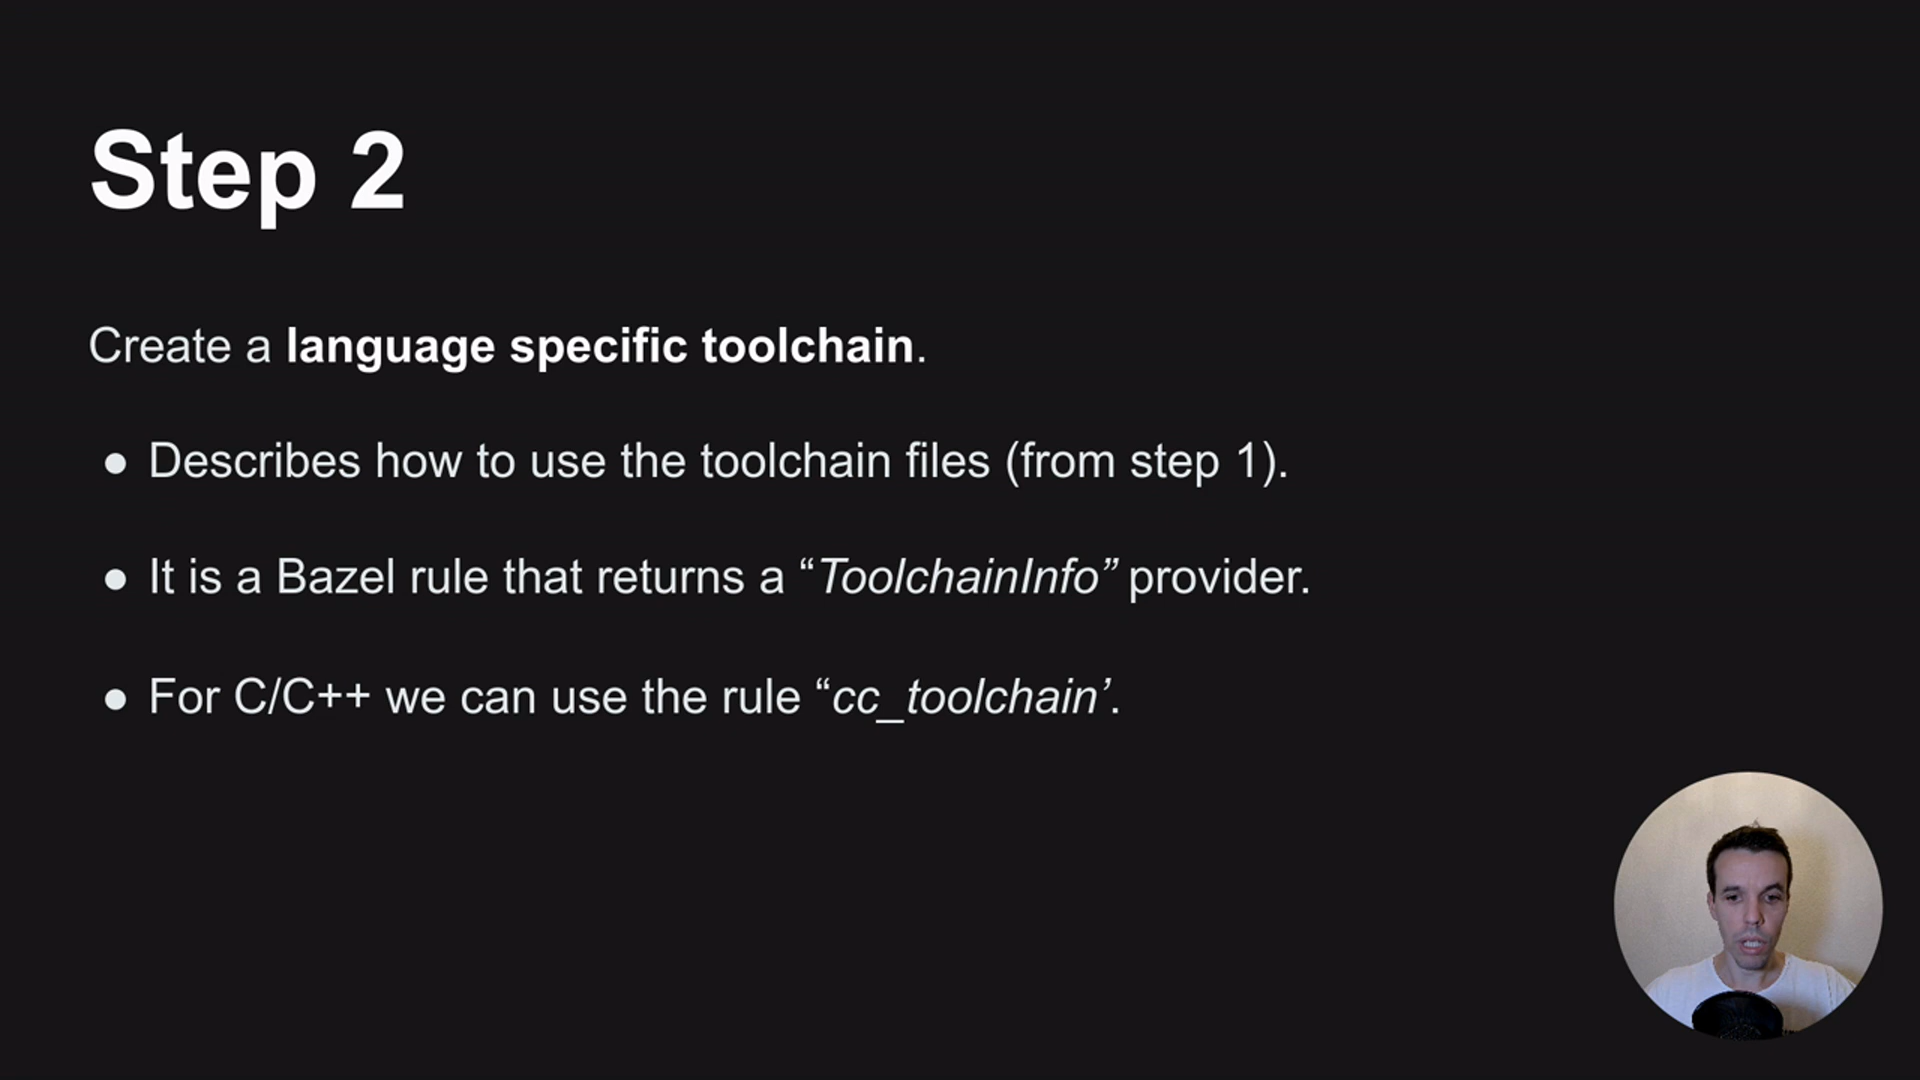 Step 2
Create a language specific toolchain.
● Describes how to use the toolchain files (from step 1).
● It is a Bazel rule that returns a “ToolchainInfo” provider.
● For C/C++ we can use the rule “cc_toolchain’.